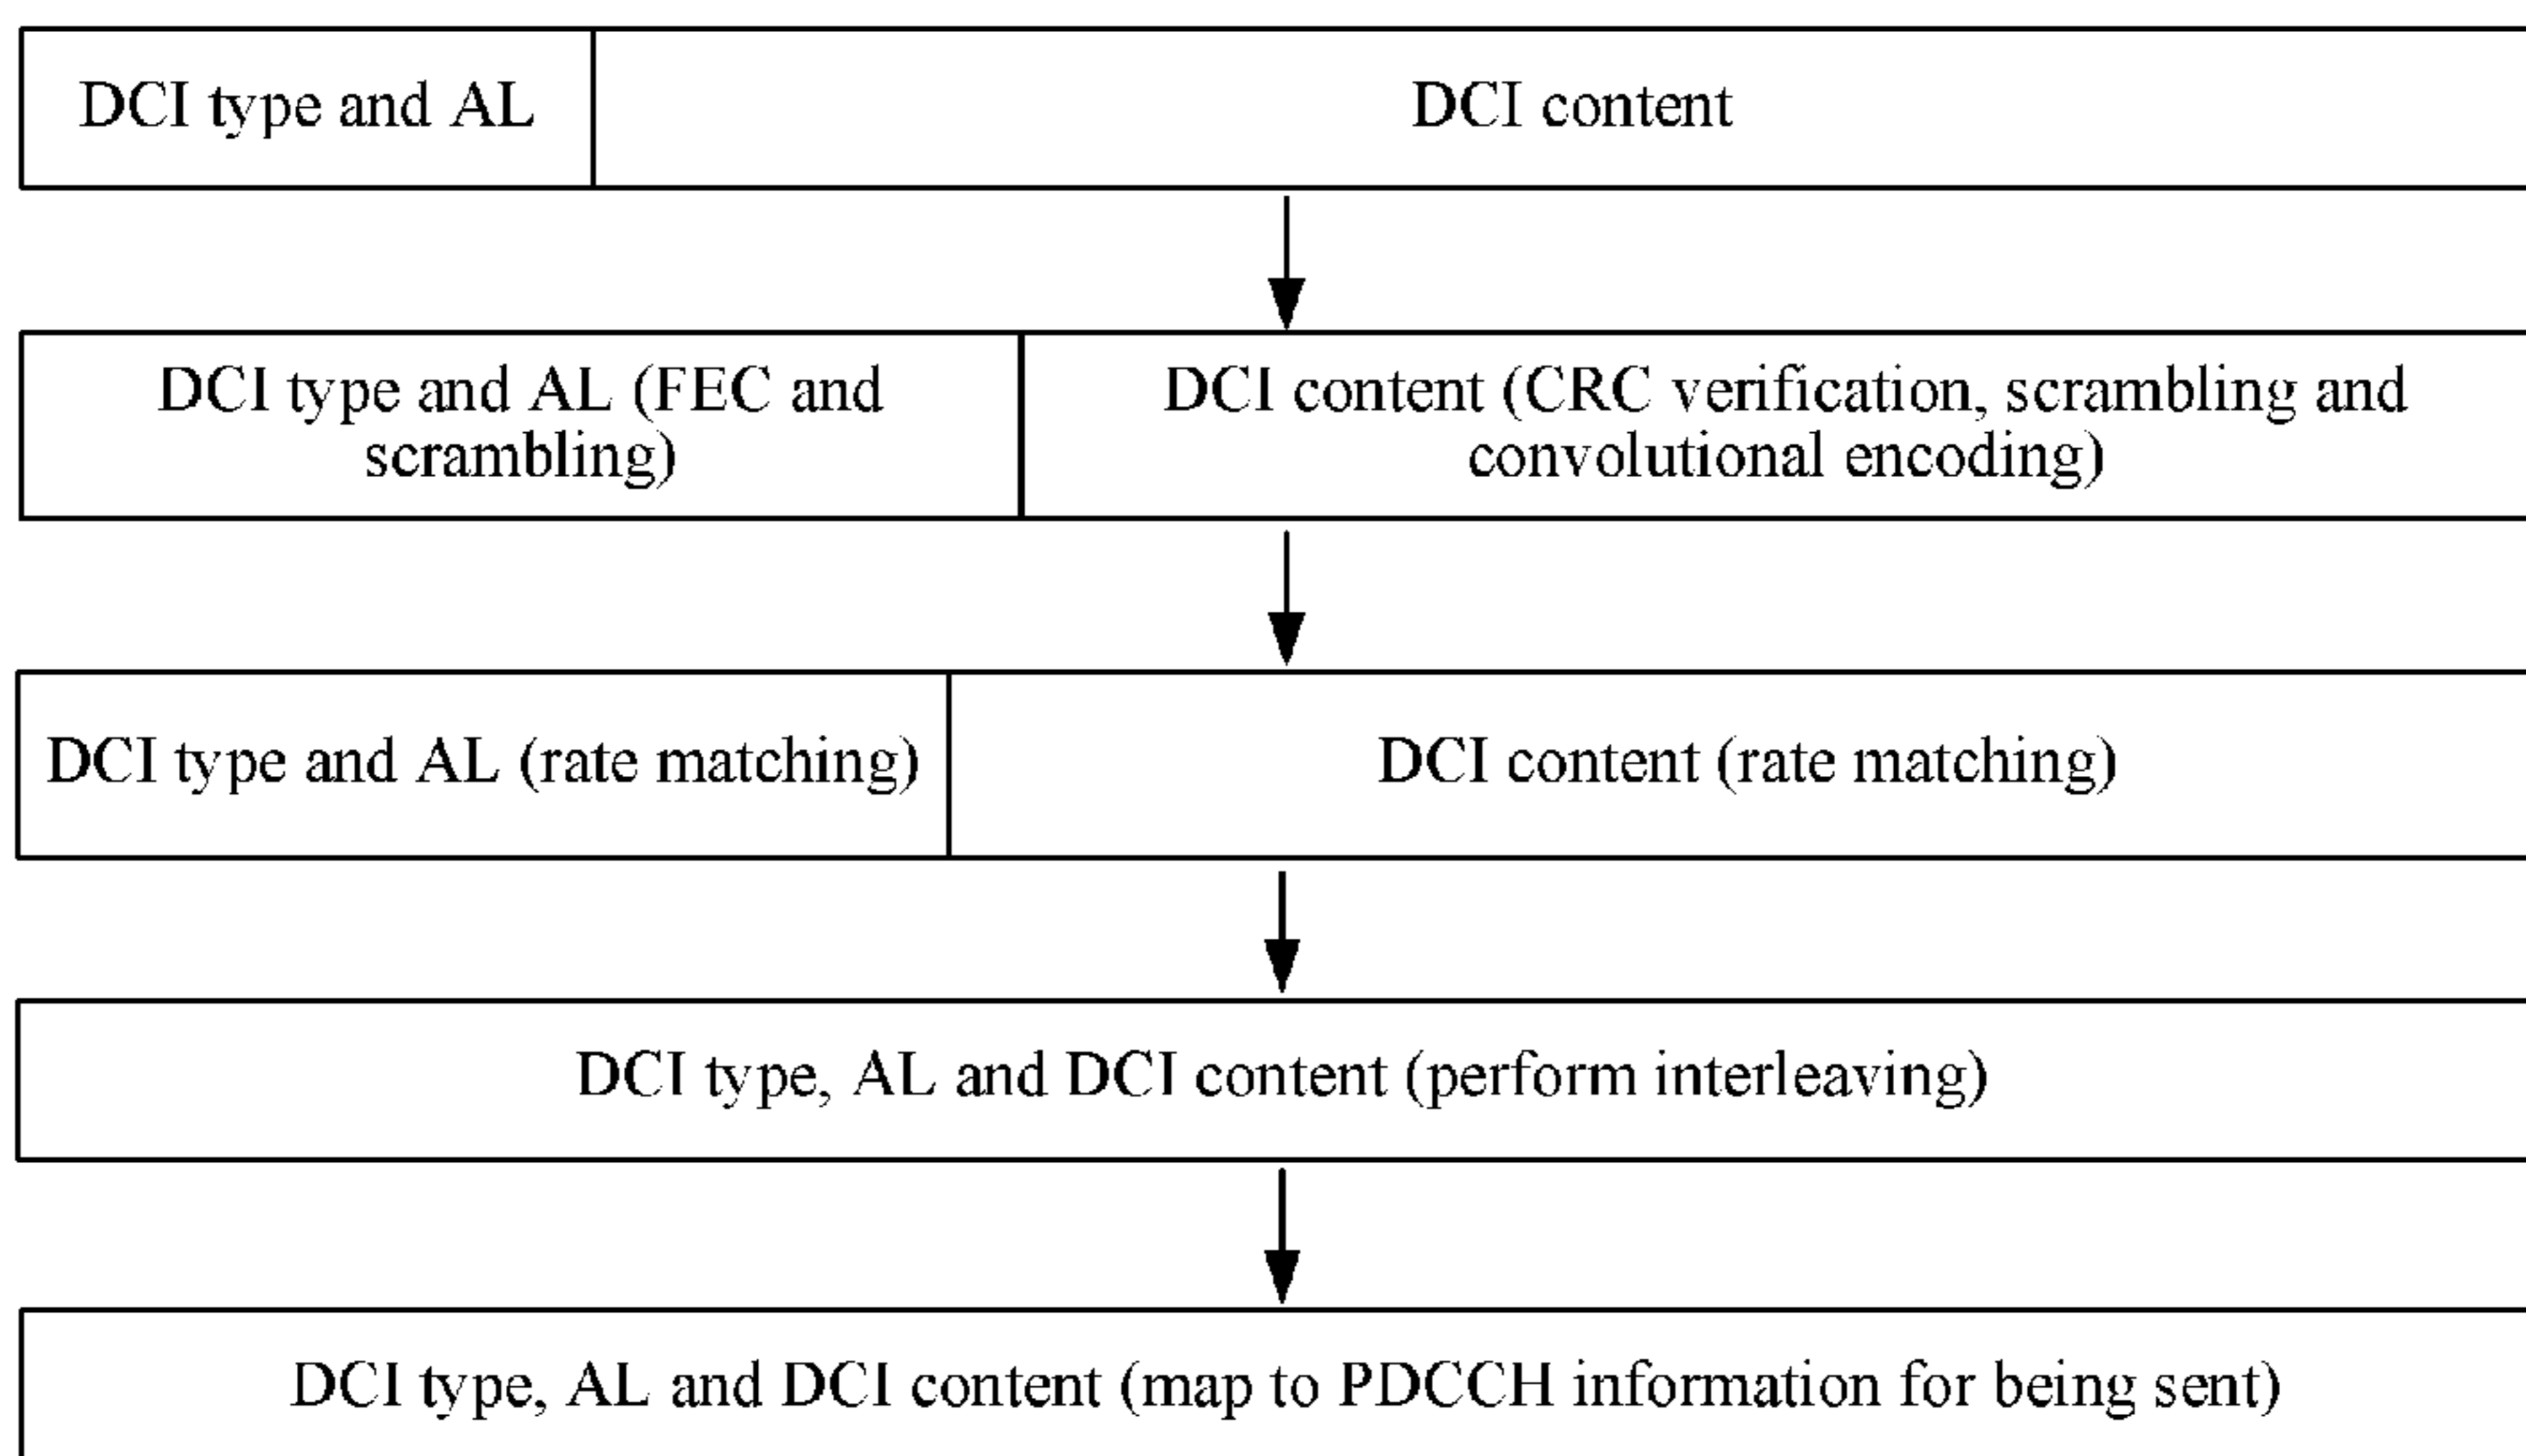 DCI type and AL
DCI content
DCI type and AL (FEC and
scrambling)
DCI content (CRC verification, scrambling and
convolutional encoding)
DCI type and AL (rate matching)
DCI content (rate matching)
DCI type, AL and DCI content (perform interleaving)
DCI type, AL and DCI content (map to PDCCH information for being sent)